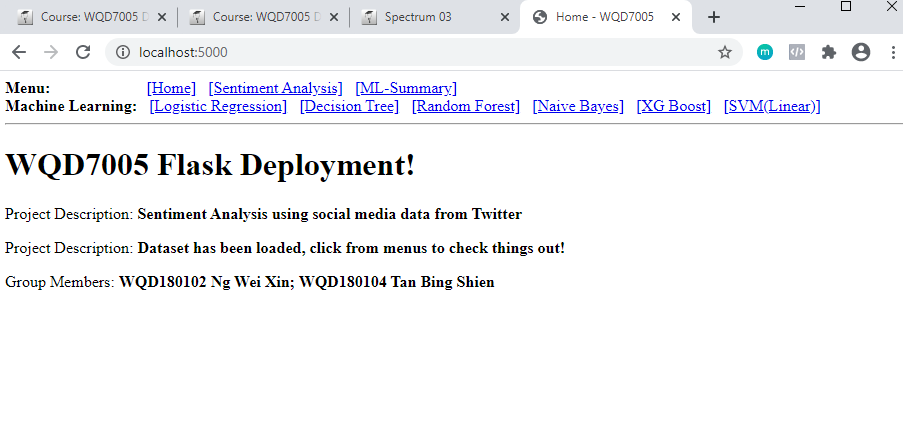 Course: WQD7005 D
Course: WQD7005 D
Spectrum 03
Home - WQD7005
localhost:5000
m
Menu: [Home] [Sentiment Analysis] [ML-Summary]
Machine Learning: [Logistic Regression] [Decision Tree] [Random Forest] [Naive Bayes] [XG Boost] [SVM(Linear)]
WQD7005 Flask Deployment!
Project Description: Sentiment Analysis using social media data from Twitter
Project Description: Dataset has been loaded, click from menus to check things out!
Group Members: WQD180102 Ng Wei Xin; WQD180104 Tan Bing Shien